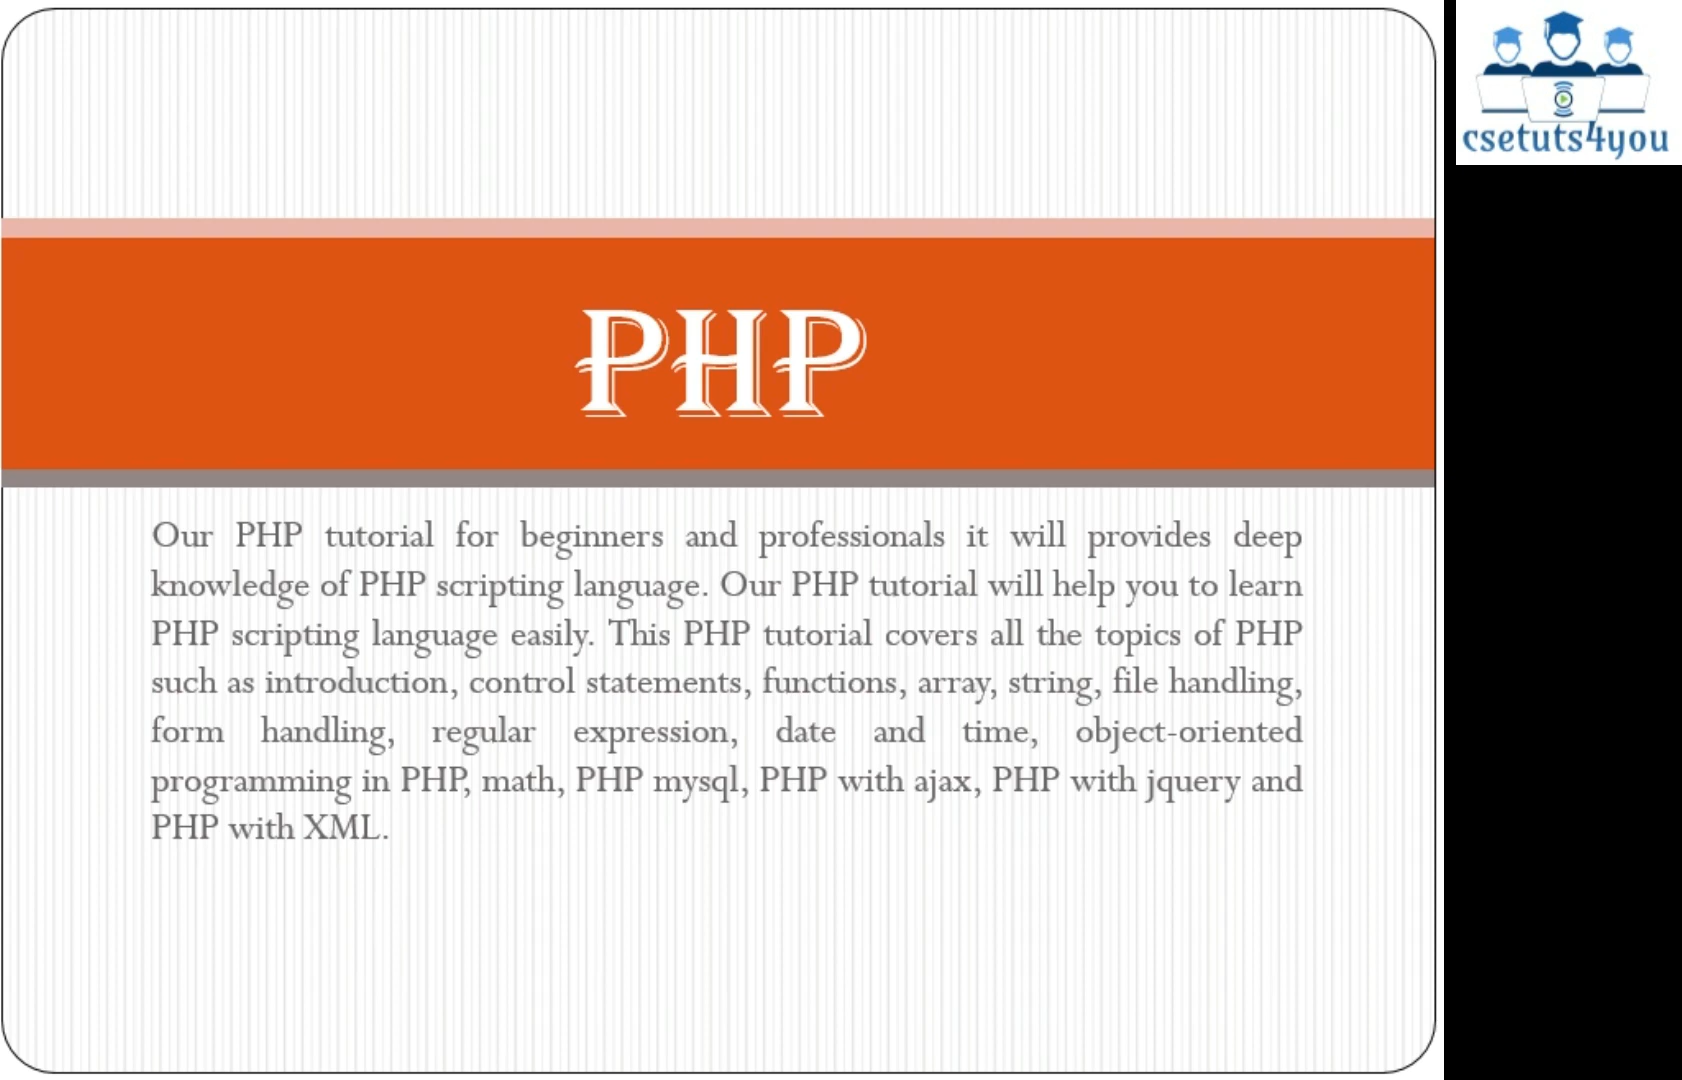 csetuts4you
PHP
Our PHP tutorial for beginners and professionals it will provides deep
knowledge of PHP scripting language. Our PHP tutorial will help you to learn
PHP scripting language easily. This PHP tutorial covers all the topics of PHP
such as introduction, control statements, functions, array, string, file handling,
form handling, regular expression, date and time, object-oriented
programming in PHP, math, PHP mysql, PHP with ajax, PHP with jquery and
PHP with XML.